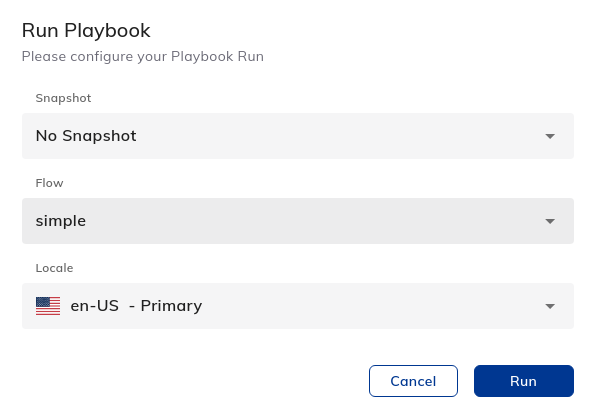 Run Playbook
Please configure your Playbook Run
Snapshot
No Snapshot
Flow
simple
Locale
en-US - Primary
Cancel
Run